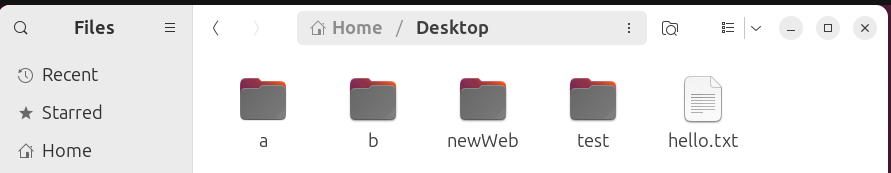 Files
Home / Desktop
Recent
Starred
Home
a
b
newWeb
test
hello.txt